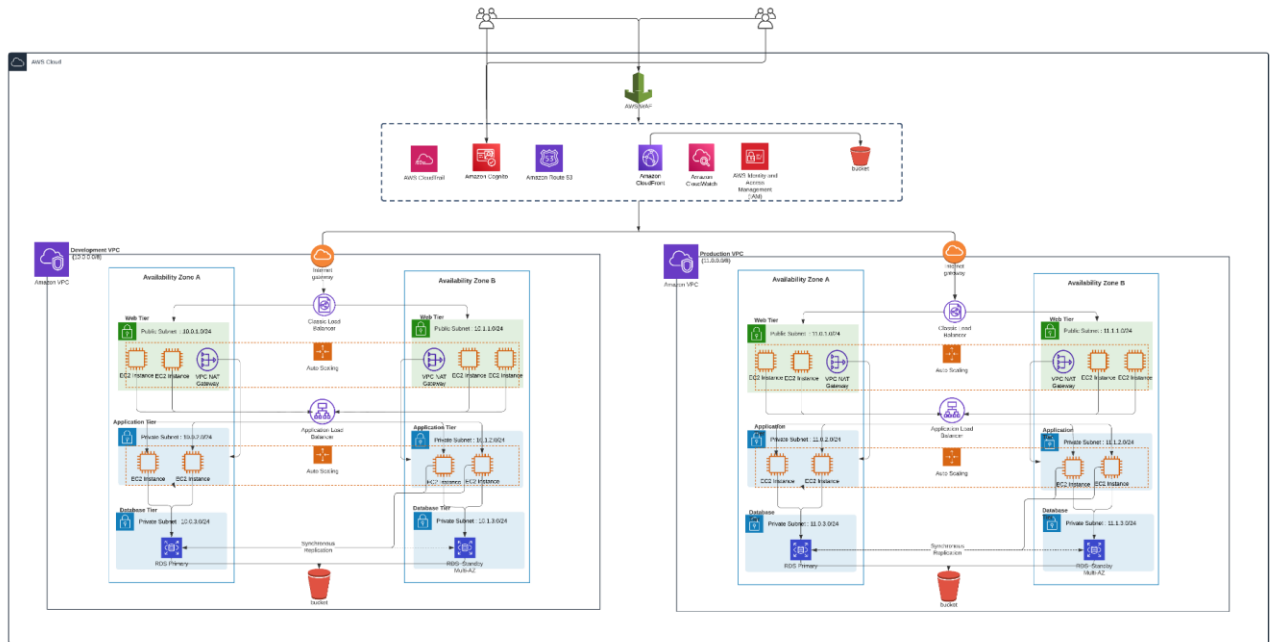 AWS Cloud
AWS WAF
AWS CloudTrail
Amazon Cognito
Amazon Route 53
Amazon
CloudFront
Amazon
CloudWatch
AWS Identity and
Access
Management
(IAM)
bucket
Development VPC
(10.0.0.0/8)
Amazon VPC
Internet
gateway
Availability Zone A
Availability Zone B
Classic Load
Balancer
Web Tier
Public Subnet : 10.0.1.0/24
Web Tier
Public Subnet : 10.1.1.0/24
EC2 Instance
EC2 Instance
VPC NAT
Gateway
Auto Scaling
VPC NAT
Gateway
EC2 Instance
EC2 Instance
Application Load
Balancer
Application Tier
Private Subnet : 10.0.2.0/24
Application Tier
Private Subnet : 10.1.2.0/24
EC2 Instance
EC2 Instance
Auto Scaling
EC2 Instance
EC2 Instance
Database Tier
Private Subnet : 10.0.3.0/24
Database Tier
Private Subnet : 10.1.3.0/24
RDS Primary
Synchronous
Replication
RDS Standby
Multi-AZ
bucket
Production VPC
(11.0.0.0/8)
Amazon VPC
Internet
gateway
Availability Zone A
Availability Zone B
Classic Load
Balancer
Web Tier
Public Subnet : 11.0.1.0/24
Web Tier
Public Subnet : 11.1.1.0/24
EC2 Instance
EC2 Instance
VPC NAT
Gateway
Auto Scaling
VPC NAT
Gateway
EC2 Instance
EC2 Instance
Application Load
Balancer
Application
Private Subnet : 11.0.2.0/24
Application
Private Subnet : 11.1.2.0/24
EC2 Instance
EC2 Instance
Auto Scaling
EC2 Instance
EC2 Instance
Database
Private Subnet : 11.0.3.0/24
Database
Private Subnet : 11.1.3.0/24
RDS Primary
Synchronous
Replication
RDS Standby
Multi-AZ
bucket